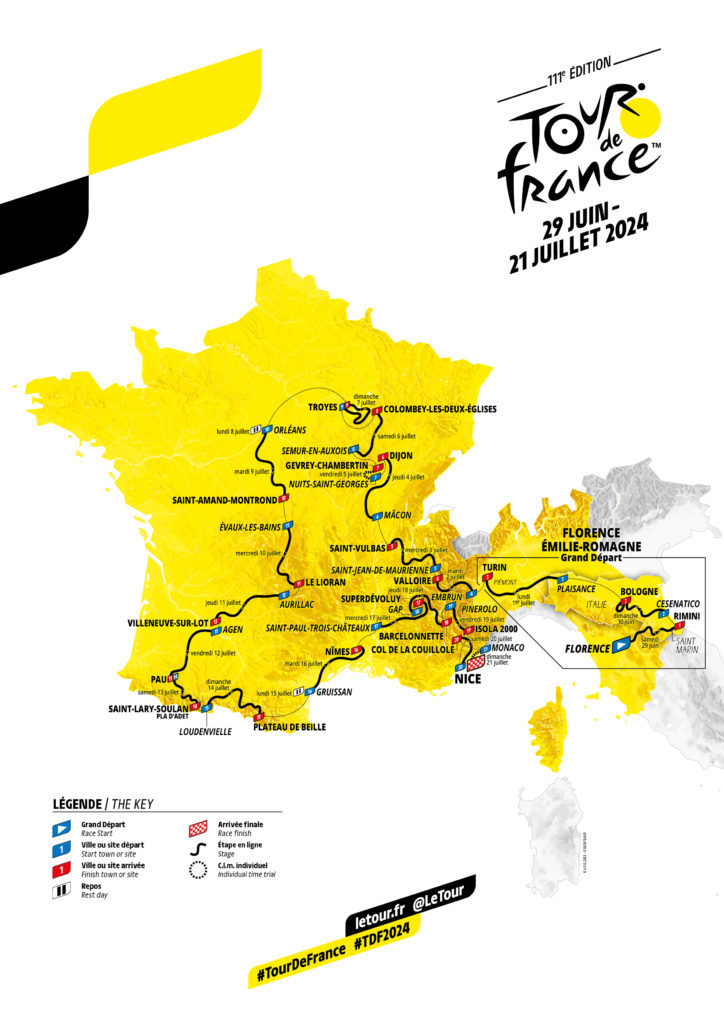 111e ÉDITION
TOUR
de
france™
29 JUIN –
21 JUILLET 2024
dimanche
7 juillet
TROYES
COLOMBEY-LES-DEUX-ÉGLISES
lundi 8 juillet
ORLÉANS
samedi 6 juillet
SEMUR-EN-AUXOIS
DIJON
GEVREY-CHAMBERTIN
vendredi 5 juillet
jeudi 4 juillet
NUITS-SAINT-GEORGES
mardi 9 juillet
SAINT-AMAND-MONTROND
MÂCON
ÉVAUX-LES-BAINS
FLORENCE
ÉMILIE-ROMAGNE
Grand Départ
SAINT-VULBAS
mercredi 3 juillet
mercredi 10 juillet
SAINT-JEAN-DE-MAURIENNE
mardi
2 juillet
TURIN
PIÉMONT
VALLOIRE
LE LIORAN
jeudi 18 juillet
PLAISANCE
BOLOGNE
AURILLAC
SUPERDÉVOLUY
EMBRUN
lundi
1er juillet
ITALIE
CESENATICO
jeudi 11 juillet
GAP
PINEROLO
dimanche
30 juin
RIMINI
VILLENEUVE-SUR-LOT
mercredi 17 juillet
vendredi 19 juillet
AGEN
SAINT-PAUL-TROIS-CHÂTEAUX
ISOLA 2000
BARCELONNETTE
samedi 20 juillet
samedi
29 juin
SAINT
MARIN
FLORENCE
vendredi 12 juillet
NÎMES
COL DE LA COUILLOLE
MONACO
mardi 16 juillet
dimanche
21 juillet
PAU
NICE
dimanche
14 juillet
samedi 13 juillet
lundi 15 juillet
GRUISSAN
SAINT-LARY-SOULAN
PLA D'ADET
LOUDENVIELLE
PLATEAU DE BEILLE
LÉGENDE / THE KEY
Grand Départ
Race Start
Ville ou site départ
Start town or site
Ville ou site arrivée
Finish town or site
Repos
Rest day
Arrivée finale
Race finish
Étape en ligne
Stage
C.l.m. individuel
Individual time trial
letour.fr @LeTour
#TourDeFrance #TDF2024